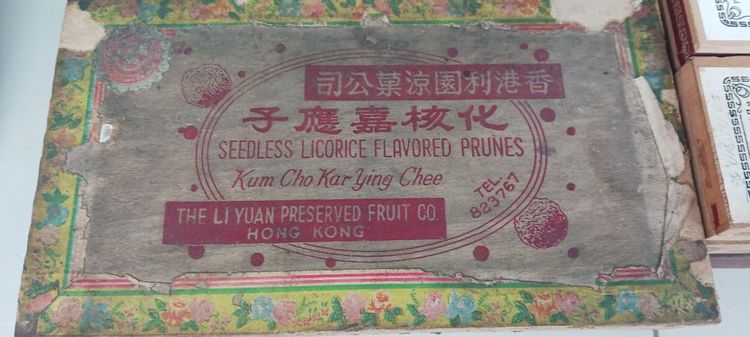 香港利園涼菓公司
化核嘉應子
SEEDLESS LICORICE FLAVORED PRUNES
Kum Cho Kar Ying Chee
TEL. 823767
THE LI YUAN PRESERVED FRUIT CO.
HONG KONG